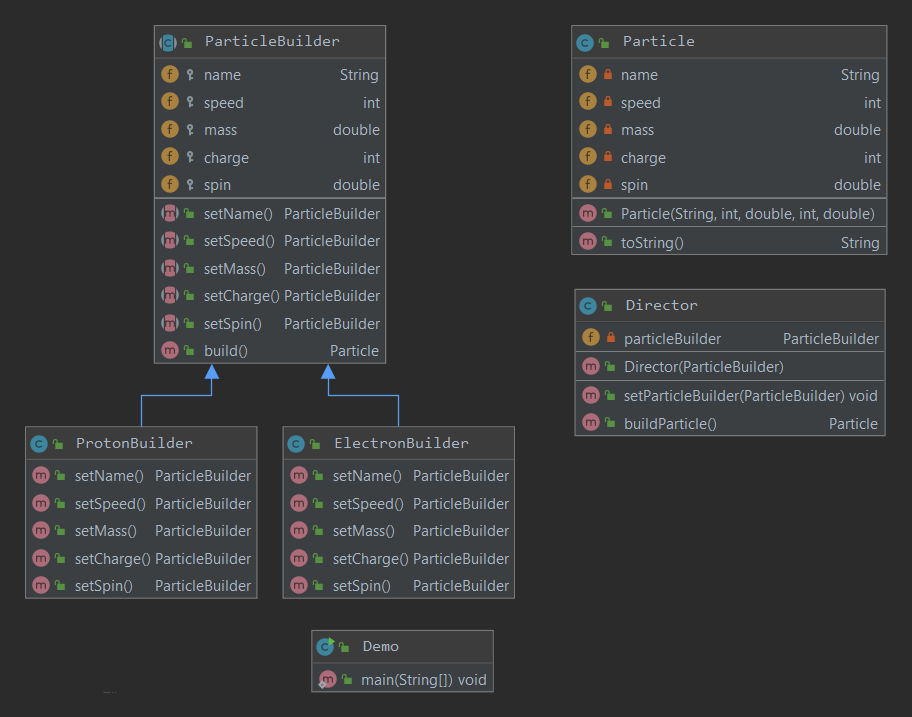 ParticleBuilder
name String
speed int
mass double
charge int
spin double
setName() ParticleBuilder
setSpeed() ParticleBuilder
setMass() ParticleBuilder
setCharge() ParticleBuilder
setSpin() ParticleBuilder
build() Particle
Particle
name String
speed int
mass double
charge int
spin double
Particle(String, int, double, int, double)
toString() String
Director
particleBuilder ParticleBuilder
Director(ParticleBuilder)
setParticleBuilder(ParticleBuilder) void
buildParticle() Particle
ProtonBuilder
setName() ParticleBuilder
setSpeed() ParticleBuilder
setMass() ParticleBuilder
setCharge() ParticleBuilder
setSpin() ParticleBuilder
ElectronBuilder
setName() ParticleBuilder
setSpeed() ParticleBuilder
setMass() ParticleBuilder
setCharge() ParticleBuilder
setSpin() ParticleBuilder
Demo
main(String[]) void